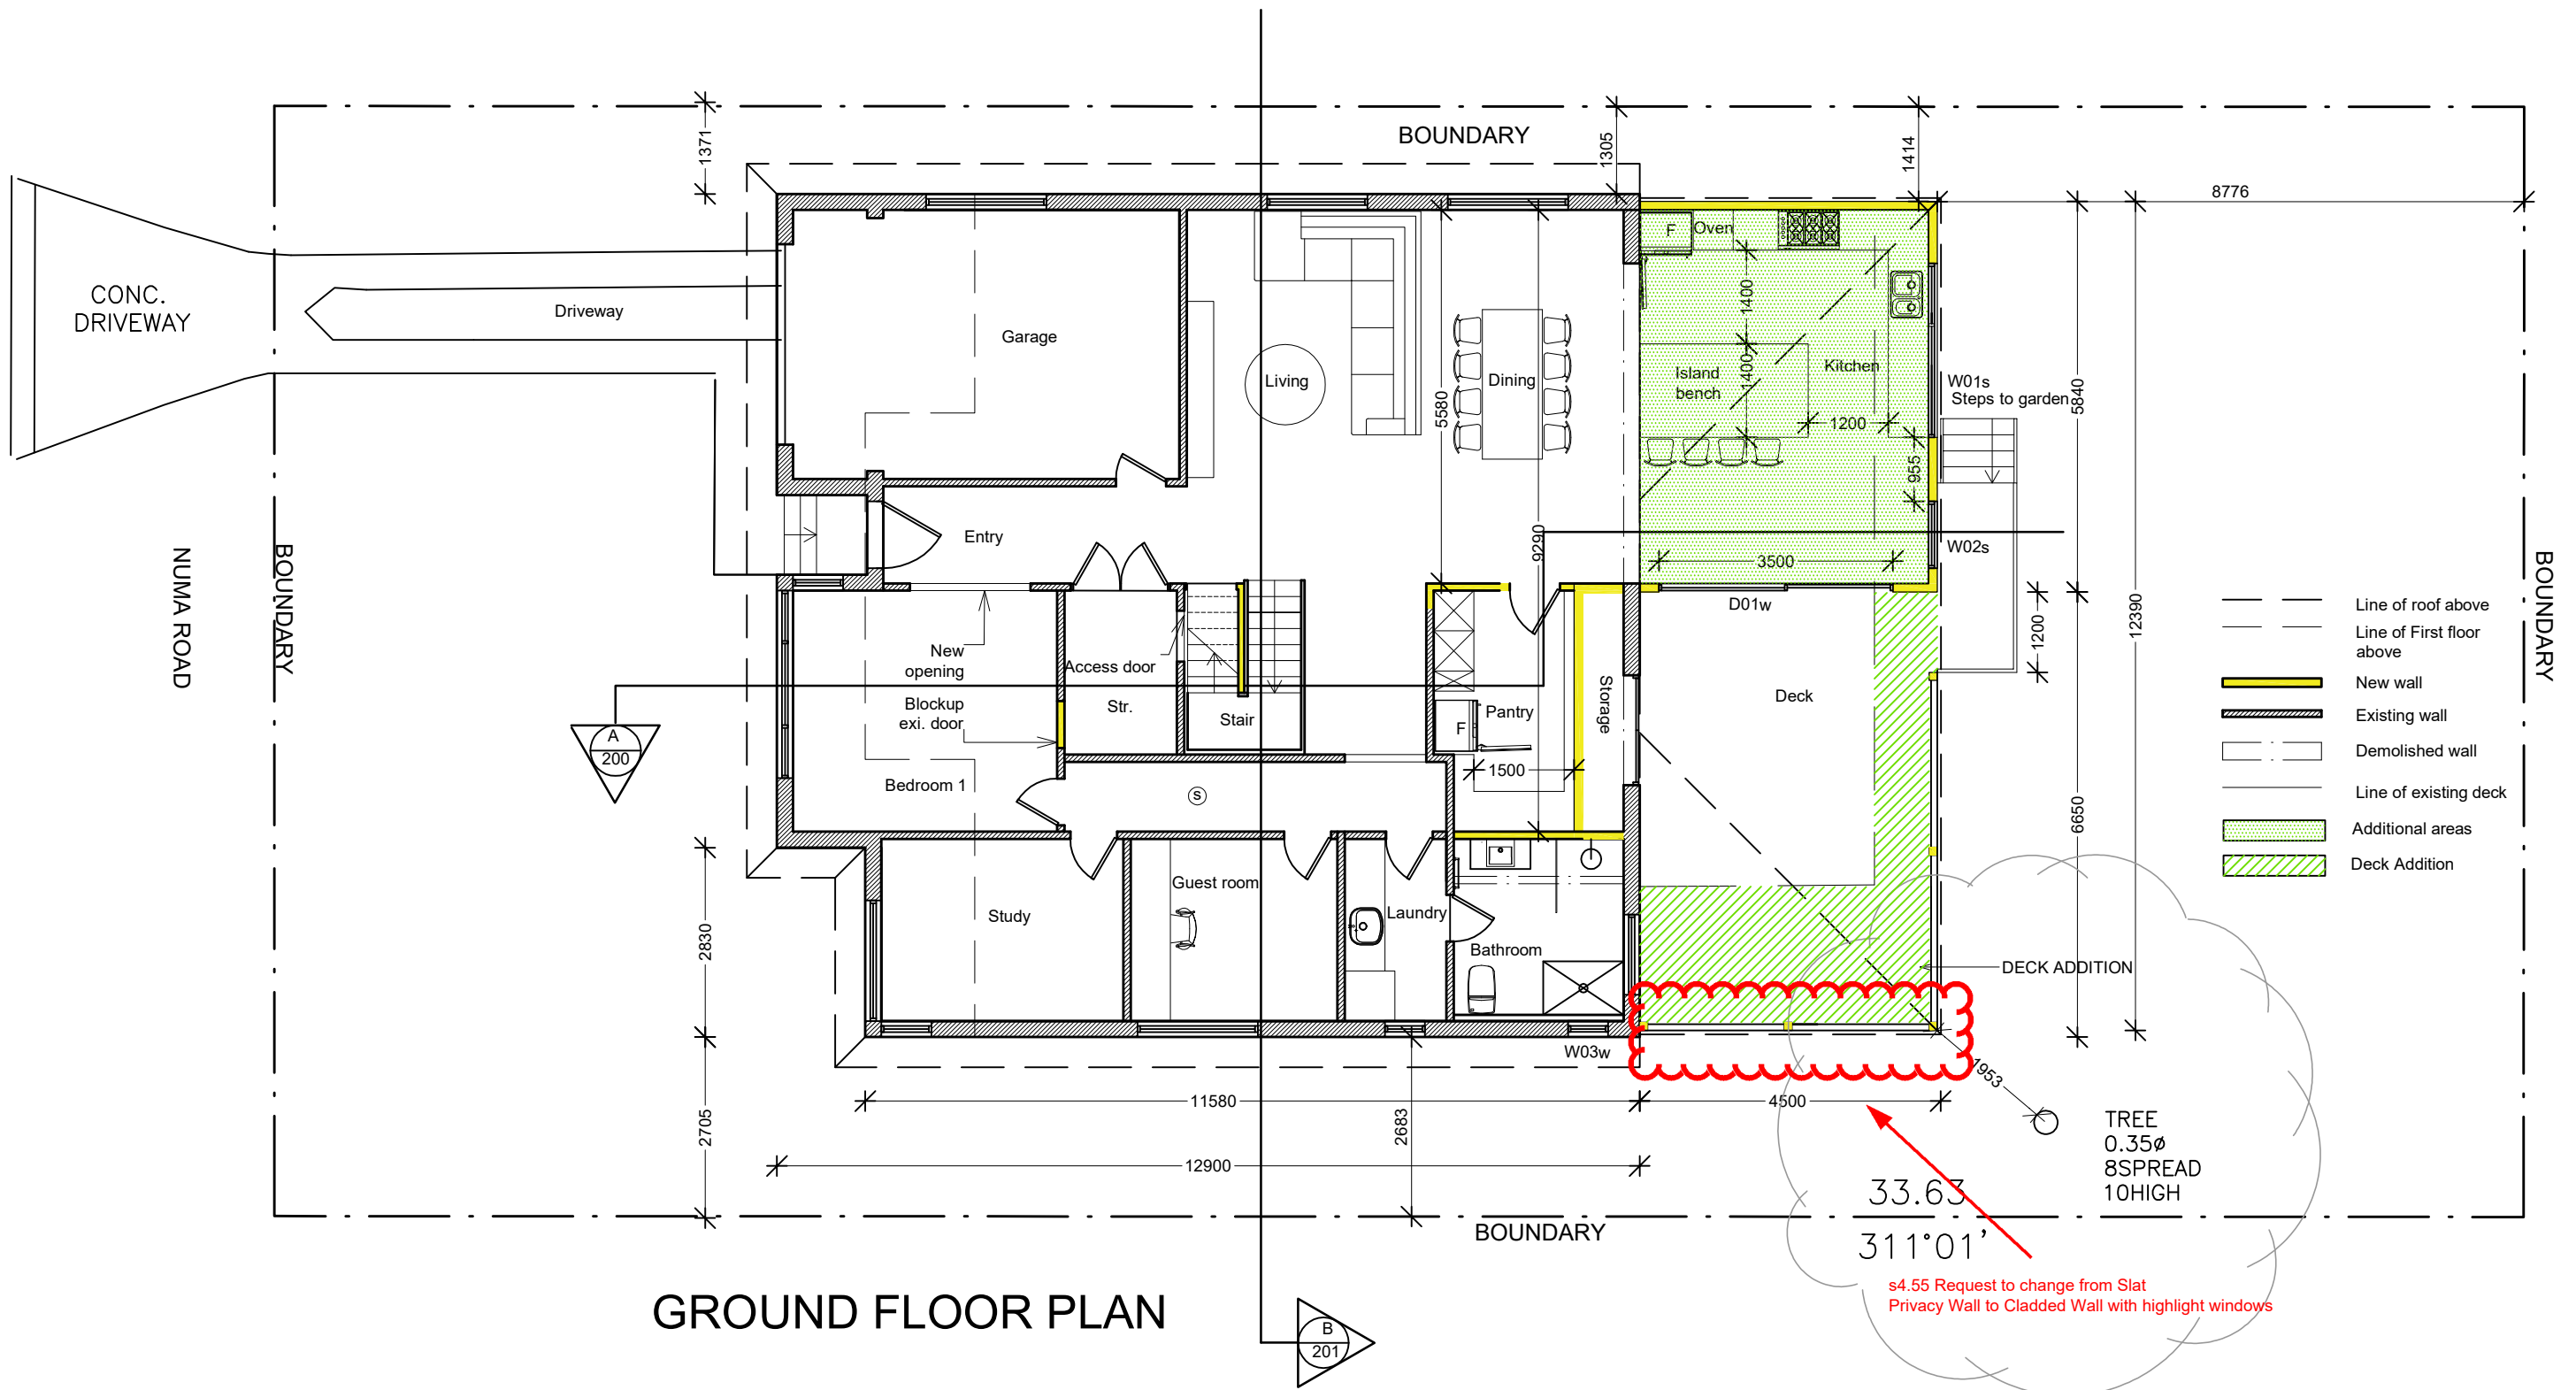 BOUNDARY
1371
1305
1414
8776
CONC.
DRIVEWAY
Driveway
Garage
Living
Dining
5580
9290
F
Oven
1400
1400
Island
bench
Kitchen
1200
955
3500
W01s
Steps to garden
5840
W02s
D01w
1200
12390
NUMA ROAD
BOUNDARY
BOUNDARY
Entry
New
opening
Blockup
exi. door
Access door
Str.
Stair
Bedroom 1
S
F
Pantry
1500
Storage
Deck
6650
A
200
2830
2705
Study
Guest room
Laundry
Bathroom
W03w
DECK ADDITION
11580
4500
1953
2683
12900
TREE
0.35ø
8SPREAD
10HIGH
33.63
311°01'
BOUNDARY
s4.55 Request to change from Slat
Privacy Wall to Cladded Wall with highlight windows
GROUND FLOOR PLAN
B
201
Line of roof above
Line of First floor
above
New wall
Existing wall
Demolished wall
Line of existing deck
Additional areas
Deck Addition